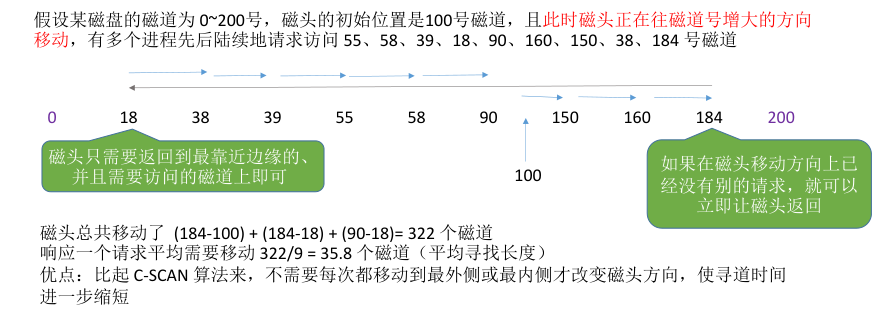 假设某磁盘的磁道为 0~200号，磁头的初始位置是100号磁道，且此时磁头正在往磁道号增大的方向
移动，有多个进程先后陆续地请求访问 55、58、39、18、90、160、150、38、184 号磁道
0 18 38 39 55 58 90 150 160 184 200
100
磁头只需要返回到最靠近边缘的、
并且需要访问的磁道上即可
如果在磁头移动方向上已
经没有别的请求，就可以
立即让磁头返回
磁头总共移动了 (184-100) + (184-18) + (90-18)= 322 个磁道
响应一个请求平均需要移动 322/9 = 35.8 个磁道（平均寻找长度）
优点：比起 C-SCAN 算法来，不需要每次都移动到最外侧或最内侧才改变磁头方向，使寻道时间
进一步缩短